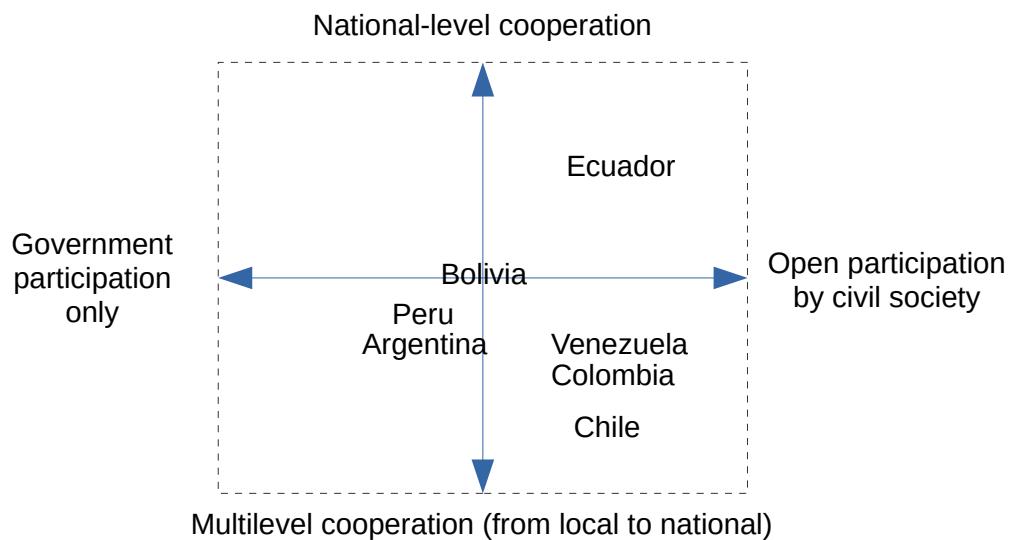 National-level cooperation
Ecuador
Government
participation
only
Bolivia
Open participation
by civil society
Peru
Argentina
Venezuela
Colombia
Chile
Multilevel cooperation (from local to national)